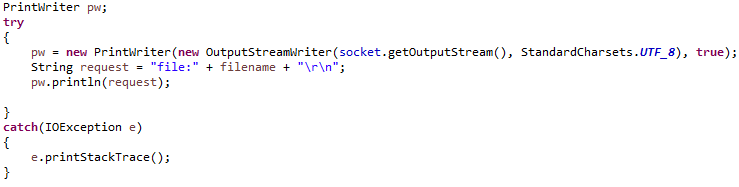 PrintWriter pw;
try
{
    pw = new PrintWriter(new OutputStreamWriter(socket.getOutputStream(), StandardCharsets.UTF_8), true);
    String request = "file:" + filename + "\r\n";
    pw.println(request);

}
catch(IOException e)
{
    e.printStackTrace();
}